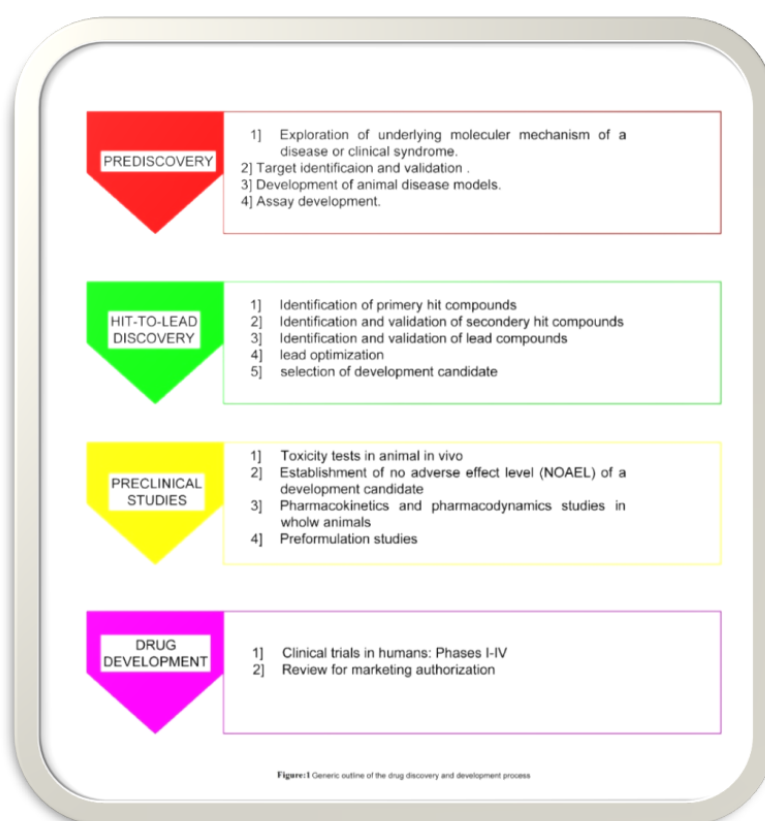 PREDISCOVERY
1] Exploration of underlying moleculer mechanism of a
disease or clinical syndrome.
2] Target identificaion and validation .
3] Development of animal disease models.
4] Assay development.
HIT-TO-LEAD
DISCOVERY
1] Identification of primery hit compounds
2] Identification and validation of secondery hit compounds
3] Identification and validation of lead compounds
4] lead optimization
5] selection of development candidate
PRECLINICAL
STUDIES
1] Toxicity tests in animal in vivo
2] Establishment of no adverse effect level (NOAEL) of a
development candidate
3] Pharmacokinetics and pharmacodynamics studies in
wholw animals
4] Preformulation studies
DRUG
DEVELOPMENT
1] Clinical trials in humans: Phases I-IV
2] Review for marketing authorization
Figure:1 Generic outline of the drug discovery and development process